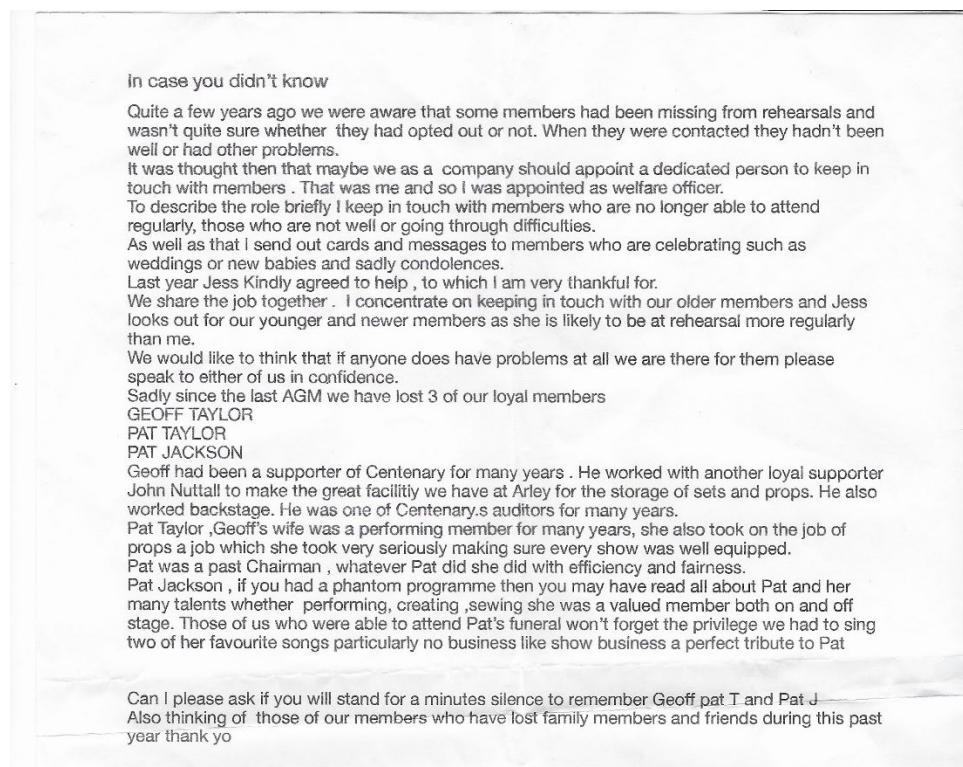 In case you didn't know
Quite a few years ago we were aware that some members had been missing from rehearsals and
wasn't quite sure whether they had opted out or not. When they were contacted they hadn't been
well or had other problems.
It was thought then that maybe we as a company should appoint a dedicated person to keep in
touch with members . That was me and so I was appointed as welfare officer.
To describe the role briefly I keep in touch with members who are no longer able to attend
regularly, those who are not well or going through difficulties.
As well as that I send out cards and messages to members who are celebrating such as
weddings or new babies and sadly condolences.
Last year Jess Kindly agreed to help , to which I am very thankful for.
We share the job together . I concentrate on keeping in touch with our older members and Jess
looks out for our younger and newer members as she is likely to be at rehearsal more regularly
than me.
We would like to think that if anyone does have problems at all we are there for them please
speak to either of us in confidence.
Sadly since the last AGM we have lost 3 of our loyal members
GEOFF TAYLOR
PAT TAYLOR
PAT JACKSON
Geoff had been a supporter of Centenary for many years . He worked with another loyal supporter
John Nuttall to make the great facilitiy we have at Arley for the storage of sets and props. He also
worked backstage. He was one of Centenary.s auditors for many years.
Pat Taylor ,Geoff's wife was a performing member for many years, she also took on the job of
props a job which she took very seriously making sure every show was well equipped.
Pat was a past Chairman , whatever Pat did she did with efficiency and fairness.
Pat Jackson , if you had a phantom programme then you may have read all about Pat and her
many talents whether performing, creating ,sewing she was a valued member both on and off
stage. Those of us who were able to attend Pat's funeral won't forget the privilege we had to sing
two of her favourite songs particularly no business like show business a perfect tribute to Pat
Can I please ask if you will stand for a minutes silence to remember Geoff pat T and Pat J
Also thinking of those of our members who have lost family members and friends during this past
year thank yo